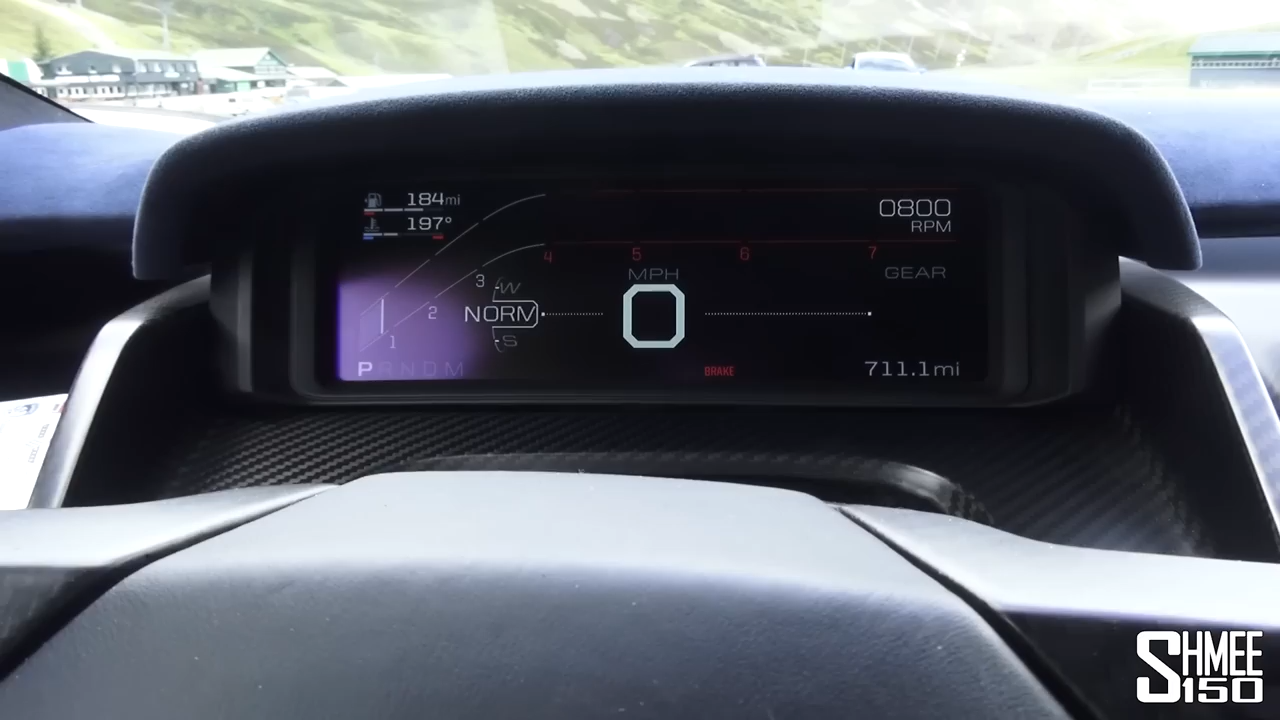 184mi
197°
0800
RPM
4 5 6 7
MPH
GEAR
3
W
2
NORM
0
1
S
P R N D M
BRAKE
711.1mi
SHMEE
150